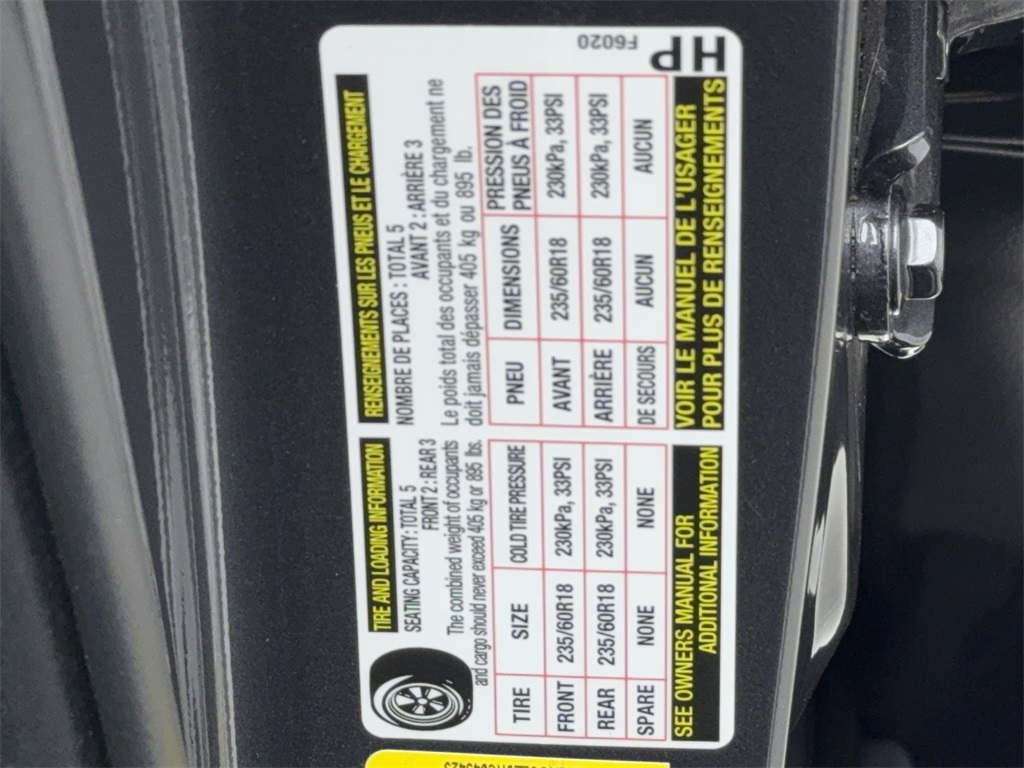 TIRE AND LOADING INFORMATION
SEATING CAPACITY : TOTAL 5
FRONT 2 : REAR 3
The combined weight of occupants
and cargo should never exceed 405 kg or 895 lbs.
TIRE SIZE COLD TIRE PRESSURE
FRONT 235/60R18 230kPa, 33PSI
REAR 235/60R18 230kPa, 33PSI
SPARE NONE NONE
SEE OWNERS MANUAL FOR
ADDITIONAL INFORMATION
RENSEIGNEMENTS SUR LES PNEUS ET LE CHARGEMENT
NOMBRE DE PLACES : TOTAL 5
AVANT 2 : ARRIÈRE 3
Le poids total des occupants et du chargement ne
doit jamais dépasser 405 kg ou 895 lb.
PNEU DIMENSIONS PRESSION DES
PNEUS À FROID
AVANT 235/60R18 230kPa, 33PSI
ARRIÈRE 235/60R18 230kPa, 33PSI
DE SECOURS AUCUN AUCUN
VOIR LE MANUEL DE L'USAGER
POUR PLUS DE RENSEIGNEMENTS
F6020
HP